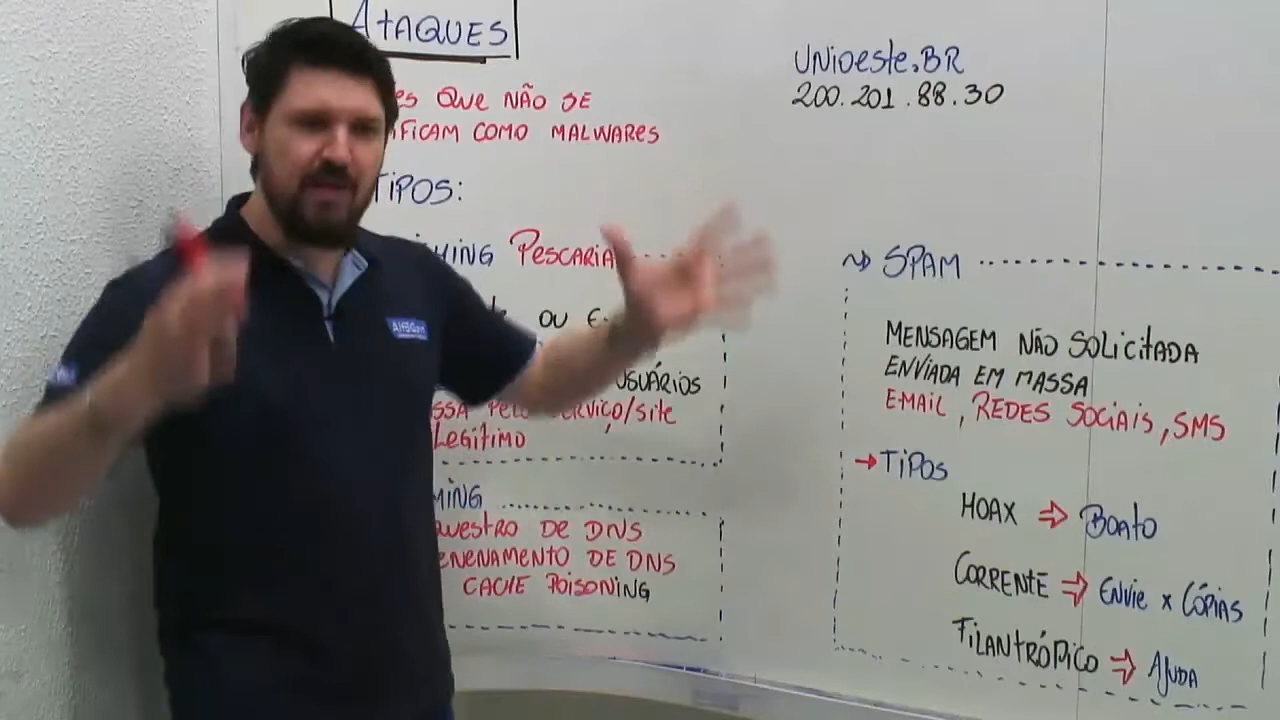 ATAQUES
QUE NÃO SE
COMO MALWARES
TIPOS:
PESCARIA
OU
USUÁRIOS
SERVIÇO/SITE
LEGÍTIMO
DE DNS
DE DNS
CACHE POISONING
UNIOESTE.BR
200.201.88.30
~> SPAM
MENSAGEM NÃO SOLICITADA
ENVIADA EM MASSA
EMAIL, REDES SOCIAIS, SMS
→ TIPOS
HOAX ⇨ BOATO
CORRENTE ⇨ ENVIE X CÓPIAS
FILANTRÓPICO ⇨ AJUDA